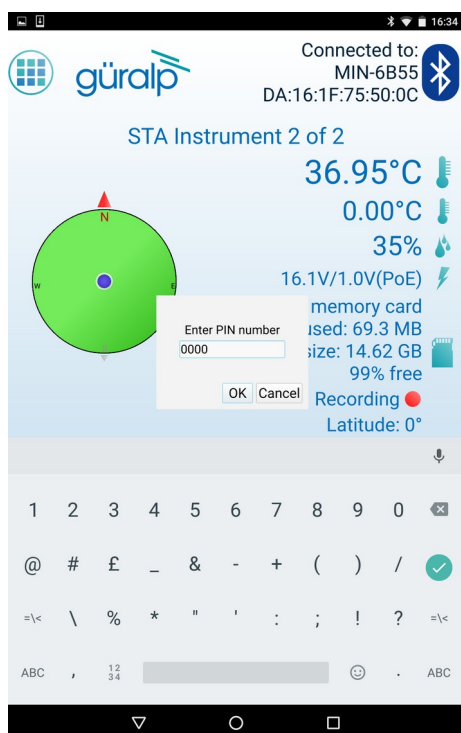 16:34
güralp
Connected to:
MIN-6B55
DA:16:1F:75:50:0C
STA Instrument 2 of 2
36.95°C
0.00°C
35%
16.1V/1.0V(PoE)
memory card
used: 69.3 MB
size: 14.62 GB
99% free
Recording
Latitude: 0°
N
W
E
Enter PIN number
0000
OK Cancel
1 2 3 4 5 6 7 8 9 0
@ # £ _ & - + ( ) /
=\< \ % * " ' : ; ! ? =\<
ABC , 12 34 . ABC